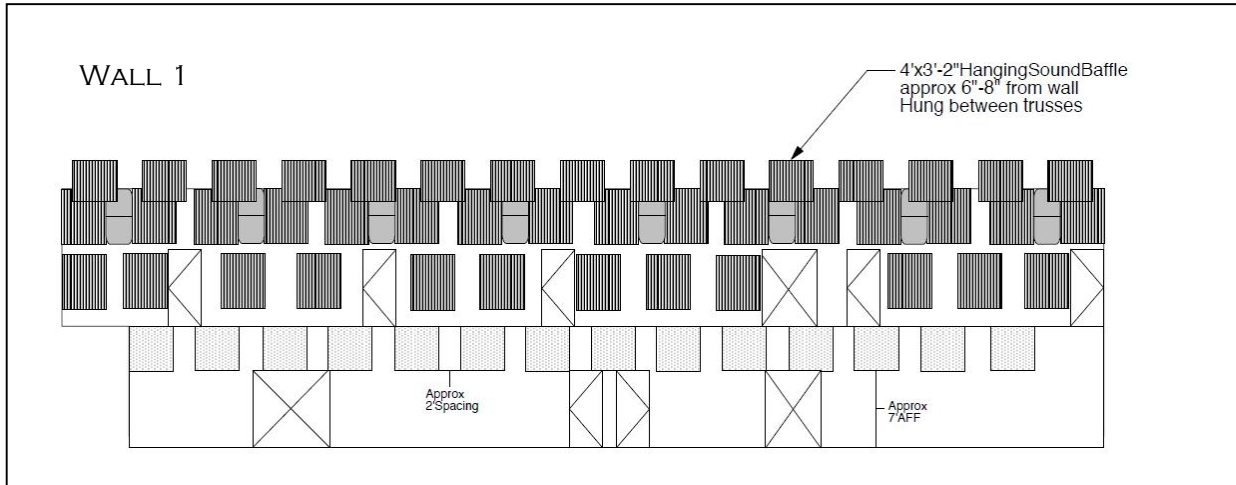 WALL 1
4'x3'-2"HangingSoundBaffle
approx 6"-8" from wall
Hung between trusses
Approx
2'Spacing
Approx
7'AFF